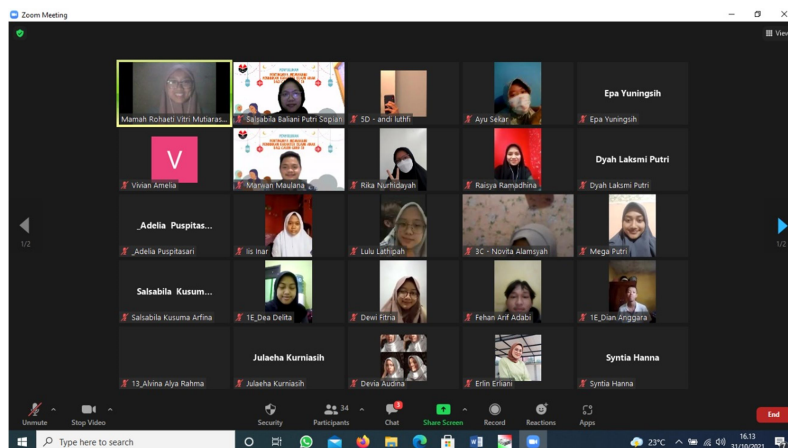 Zoom Meeting
View
Mamah Rohaeti Vitri Mutiaras...
Salsabila Baliani Putri Sopian
5D - andi luthfi
Ayu Sekar
Epa Yuningsih
Epa Yuningsih
V
Vivian Amelia
Marwan Maulana
Rika Nurhidayah
Raisya Ramadhina
Dyah Laksmi Putri
Dyah Laksmi Putri
_Adelia Puspitas...
_Adelia Puspitasari
Iis Inar
Lulu Lathipah
3C - Novita Alamsyah
Mega Putri
1/2
1/2
Salsabila Kusum...
Salsabila Kusuma Arfina
1E_Dea Delita
Dewi Fitria
Fehan Arif Adabi
1E_Dian Anggara
13_Alvina Alya Rahma
Julaeha Kurniasih
Julaeha Kurniasih
Devia Audina
Erlin Erliani
Syntia Hanna
Syntia Hanna
Unmute
Stop Video
Security
Participants
34
Chat
3
Share Screen
Record
Reactions
Apps
End
Type here to search
23°C
16.13
31/10/2021